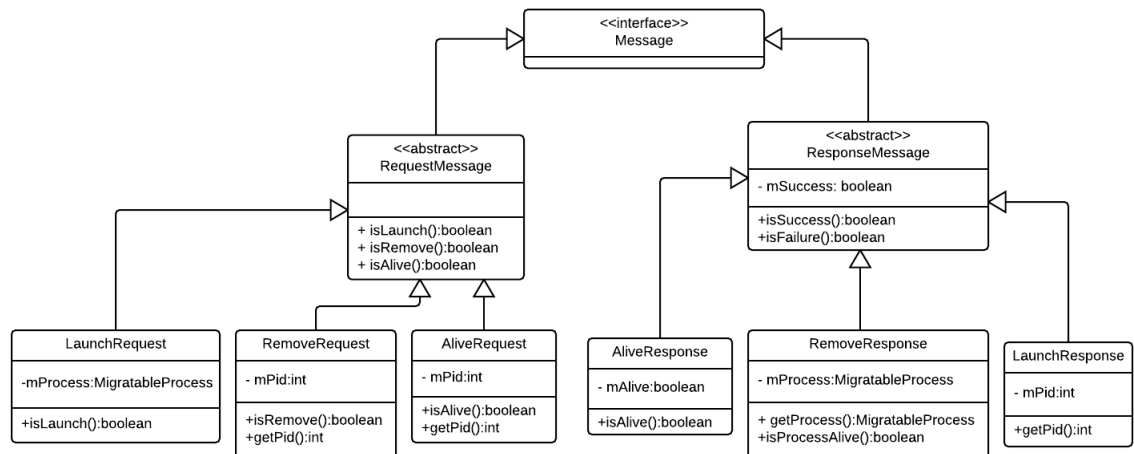 <<interface>>
Message
<<abstract>>
RequestMessage
+ isLaunch():boolean
+ isRemove():boolean
+ isAlive():boolean
<<abstract>>
ResponseMessage
- mSuccess: boolean
+isSuccess():boolean
+isFailure():boolean
LaunchRequest
-mProcess:MigratableProcess
+isLaunch():boolean
RemoveRequest
- mPid:int
+isRemove():boolean
+getPid():int
AliveRequest
- mPid:int
+isAlive():boolean
+getPid():int
AliveResponse
- mAlive:boolean
+isAlive():boolean
RemoveResponse
- mProcess:MigratableProcess
+ getProcess():MigratableProcess
+isProcessAlive():boolean
LaunchResponse
- mPid:int
+getPid():int